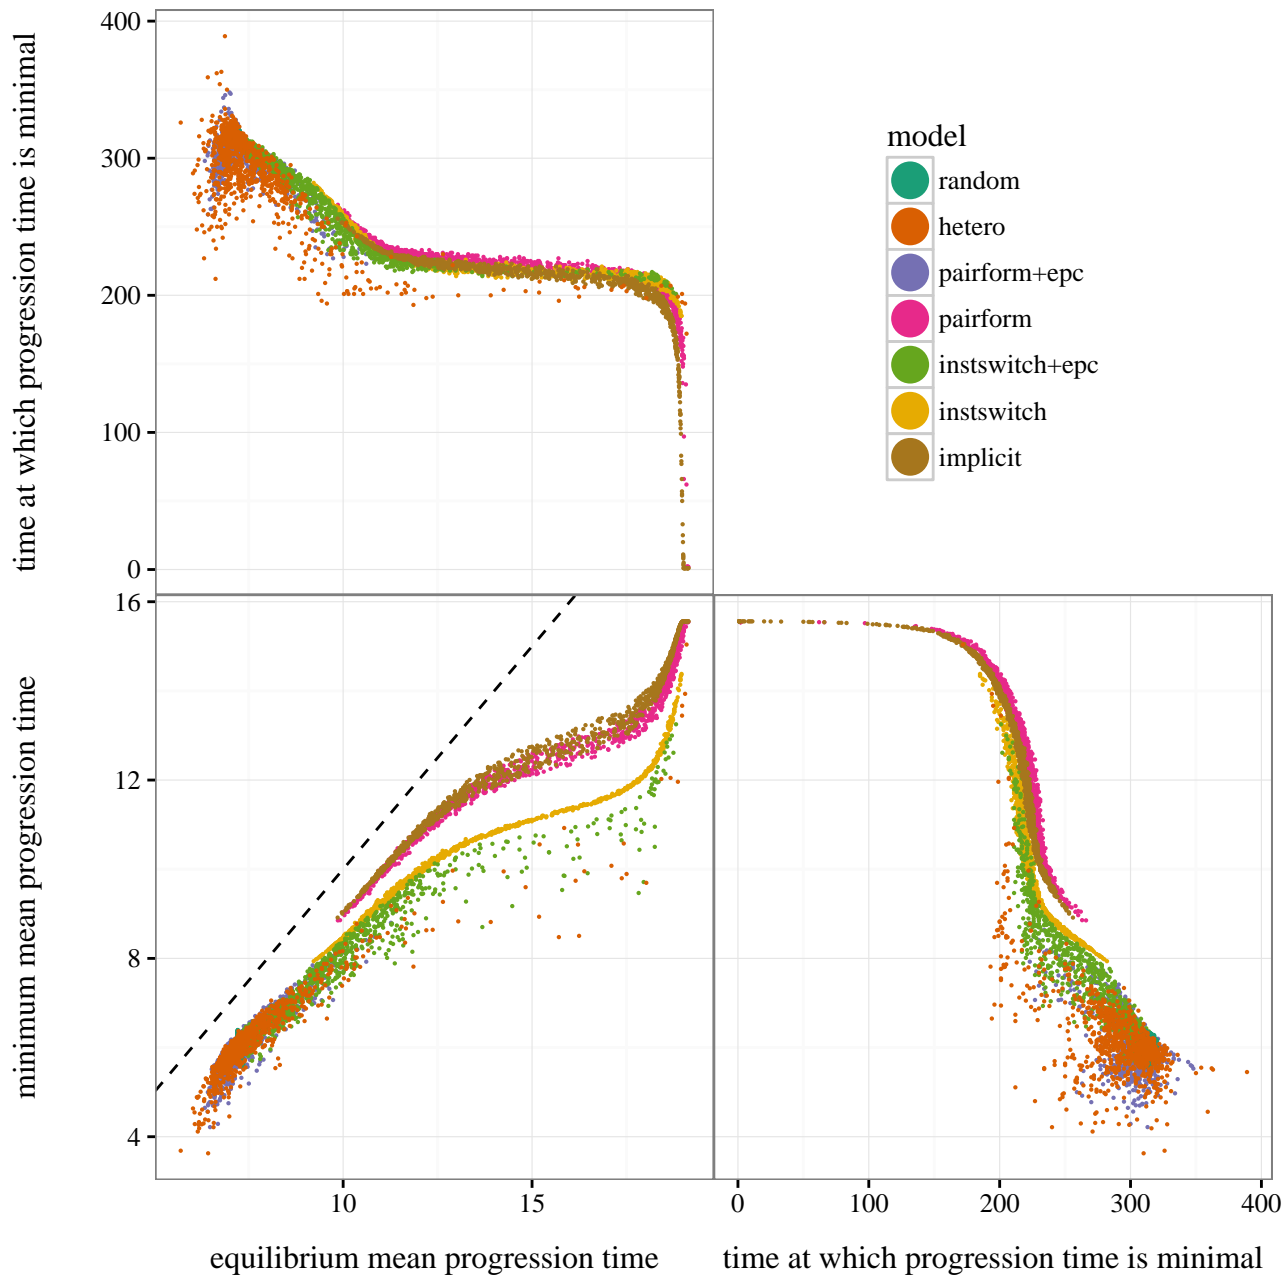 time at which progression time is minimal
400
300
200
100
0
model
random
hetero
pairform+epc
pairform
instswitch+epc
instswitch
implicit
minimum mean progression time
16
12
8
4
10
15
0
100
200
300
400
equilibrium mean progression time
time at which progression time is minimal